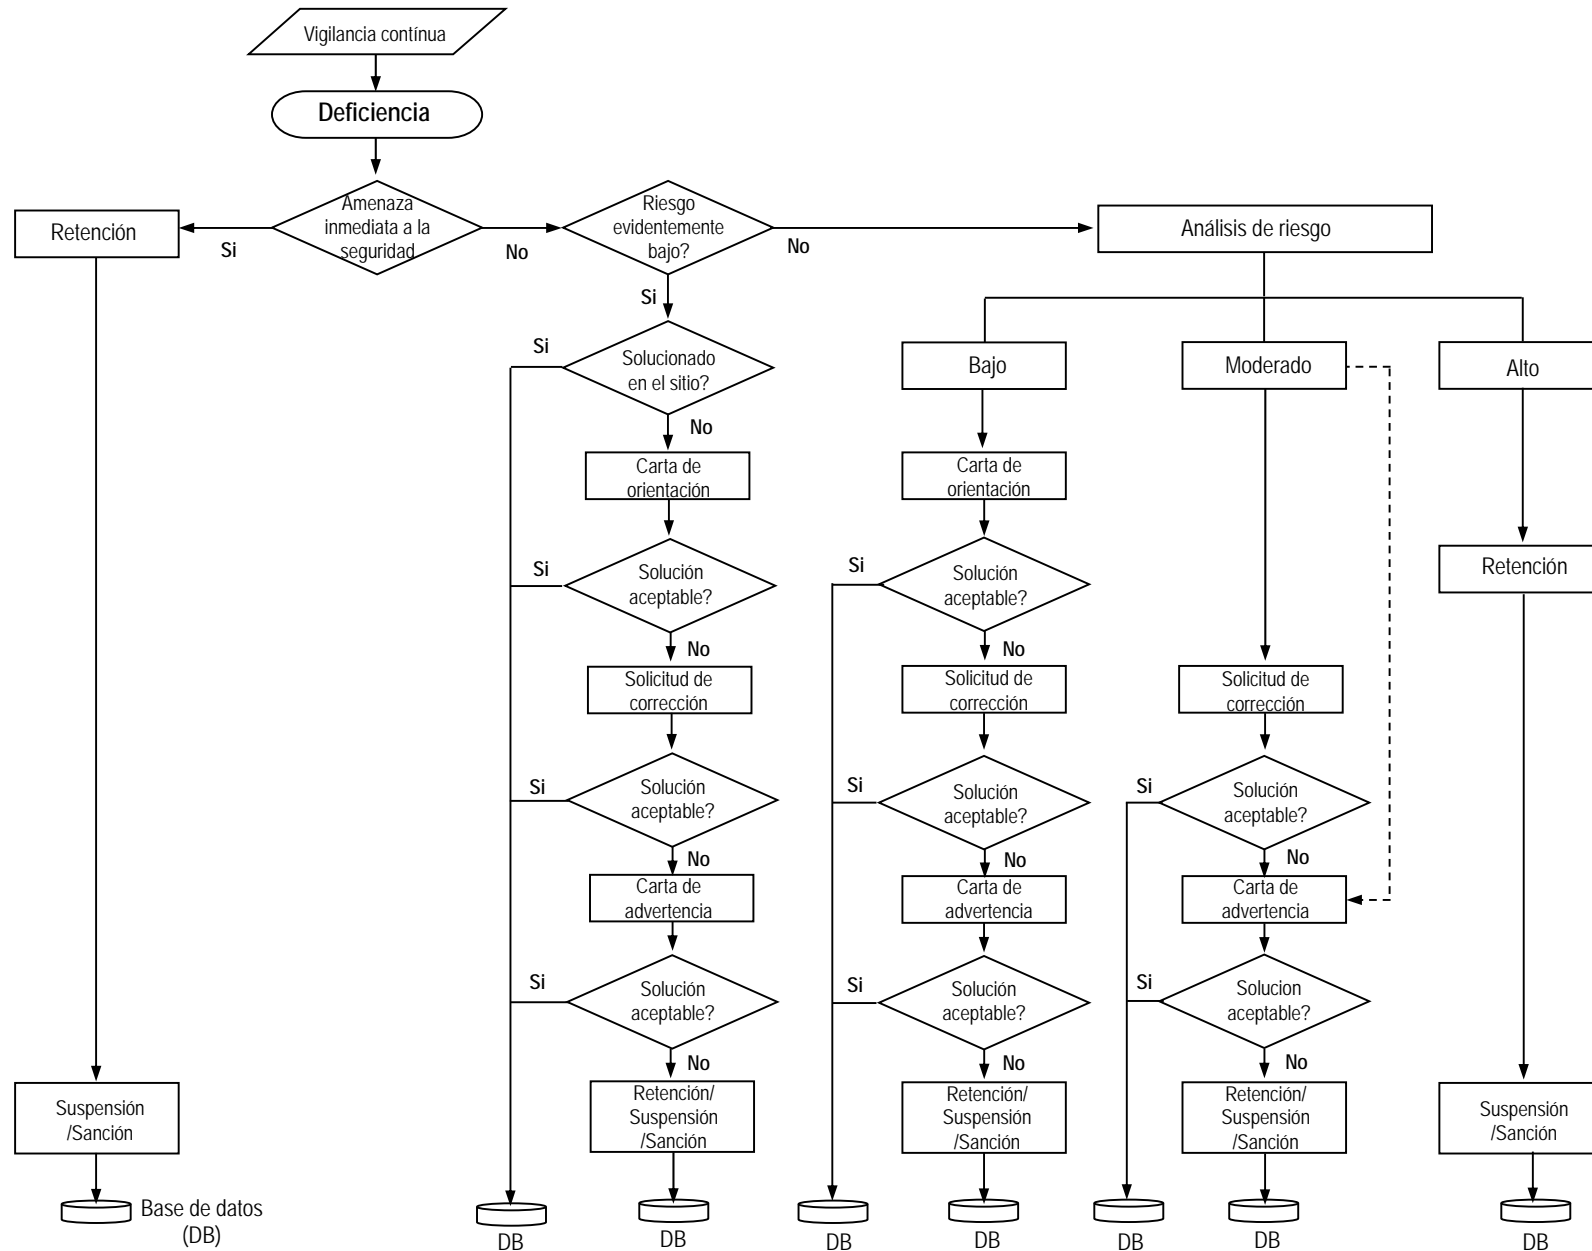 Vigilancia contínua
Deficiencia
Amenaza
inmediata a la
seguridad
Si
No
Retención
Riesgo
evidentemente
bajo?
No
Si
Análisis de riesgo
Solucionado
en el sitio?
Si
No
Bajo
Moderado
Alto
Carta de
orientación
Carta de
orientación
Solución
aceptable?
Si
No
Solución
aceptable?
Si
No
Retención
Solicitud de
corrección
Solicitud de
corrección
Solicitud de
corrección
Solución
aceptable?
Si
No
Solución
aceptable?
Si
No
Solución
aceptable?
Si
No
Carta de
advertencia
Carta de
advertencia
Carta de
advertencia
Solución
aceptable?
Si
No
Solución
aceptable?
Si
No
Solucion
aceptable?
Si
No
Suspensión
/Sanción
Retención/
Suspensión
/Sanción
Retención/
Suspensión
/Sanción
Retención/
Suspensión
/Sanción
Suspensión
/Sanción
Base de datos
(DB)
DB
DB
DB
DB
DB
DB
DB